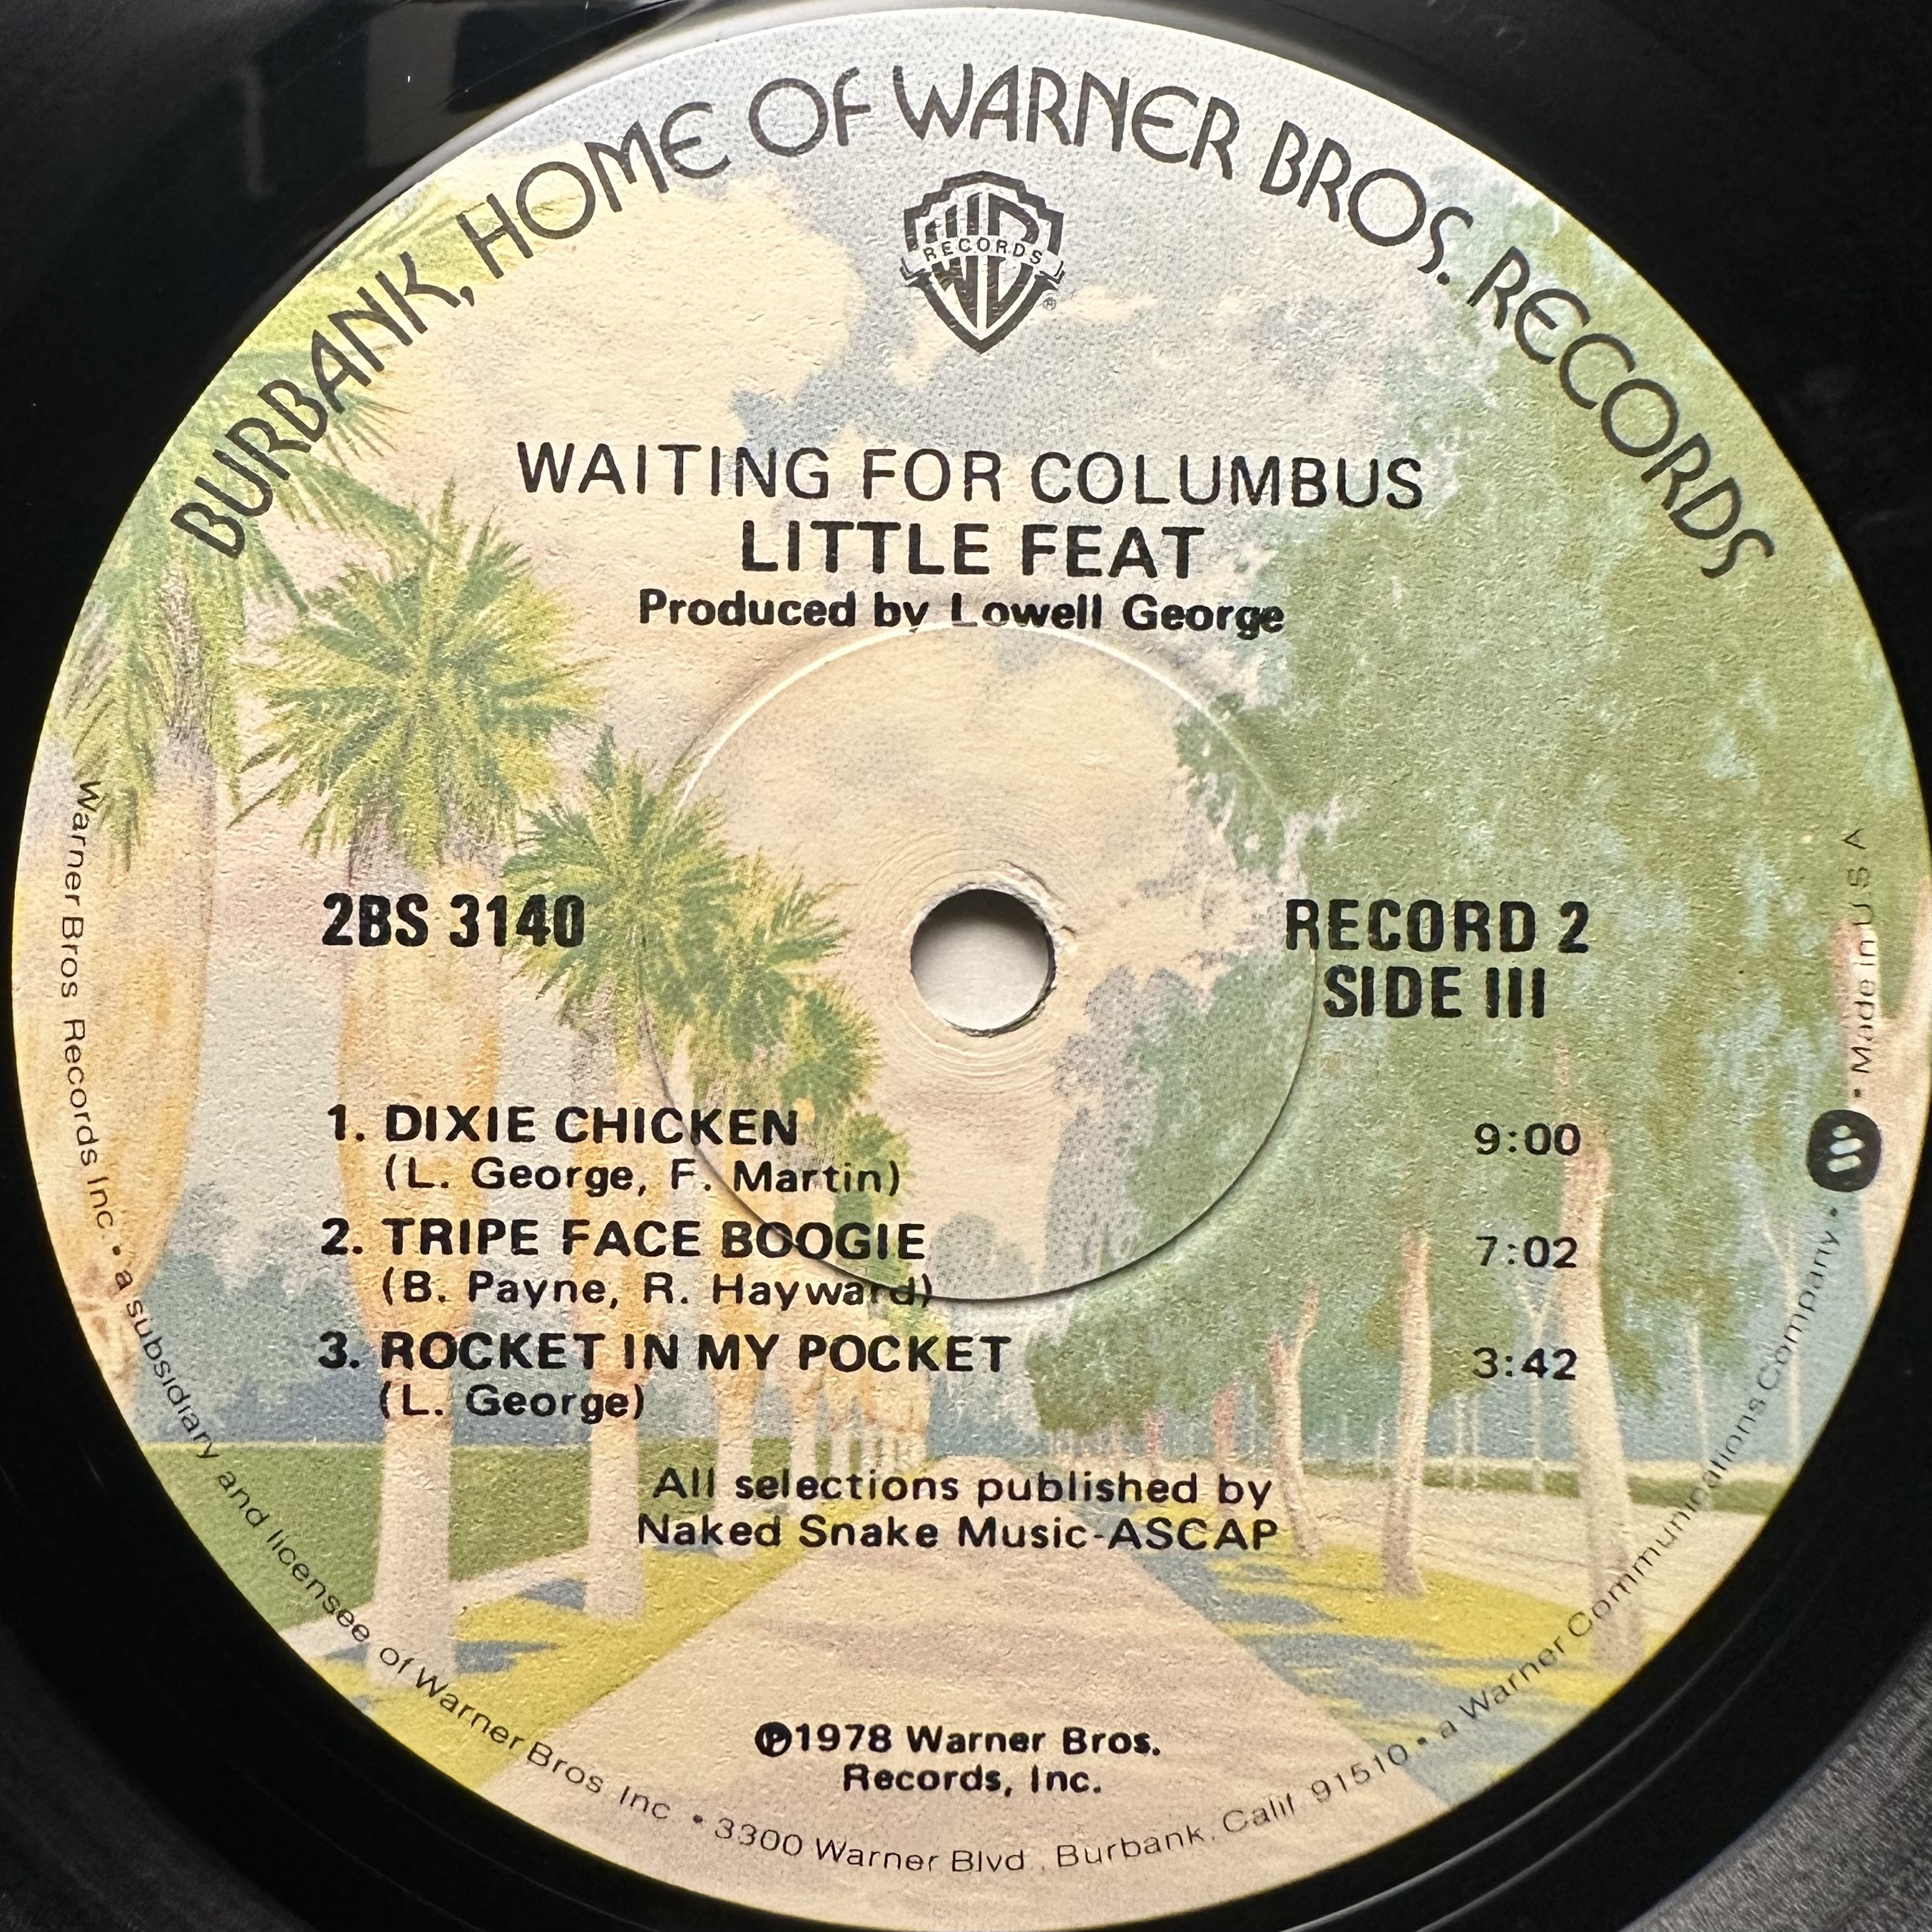 BURBANK, HOME OF WARNER BROS. RECORDS
WB
RECORDS
®
WAITING FOR COLUMBUS
LITTLE FEAT
Produced by Lowell George
2BS 3140
RECORD 2
SIDE III
1. DIXIE CHICKEN 9:00
(L. George, F. Martin)
2. TRIPE FACE BOOGIE 7:02
(B. Payne, R. Hayward)
3. ROCKET IN MY POCKET 3:42
(L. George)
All selections published by
Naked Snake Music-ASCAP
℗1978 Warner Bros.
Records, Inc.
Warner Bros Records Inc. • a subsidiary and licensee of Warner Bros Inc • 3300 Warner Blvd, Burbank, Calif 91510 • a Warner Communications Company • • Made in U S A